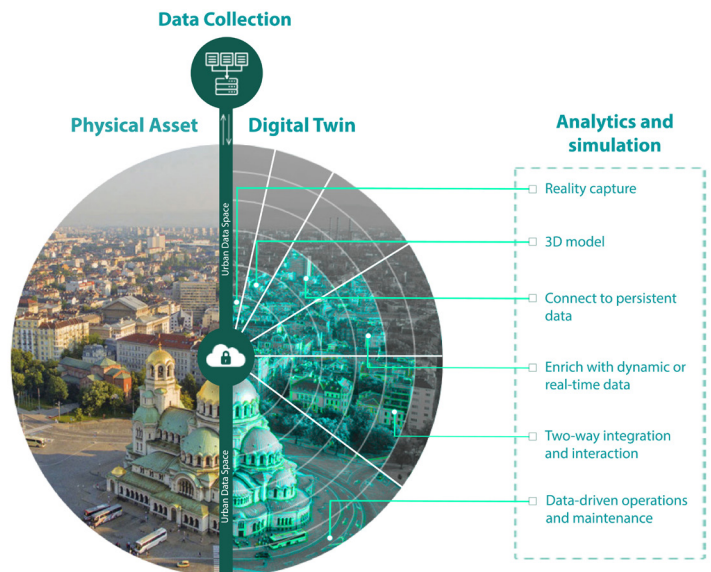 Data Collection
Physical Asset
Digital Twin
Analytics and
simulation
Urban Data Space
Reality capture
3D model
Connect to persistent
data
Enrich with dynamic or
real-time data
Two-way integration
and interaction
Urban Data Space
Data-driven operations
and maintenance